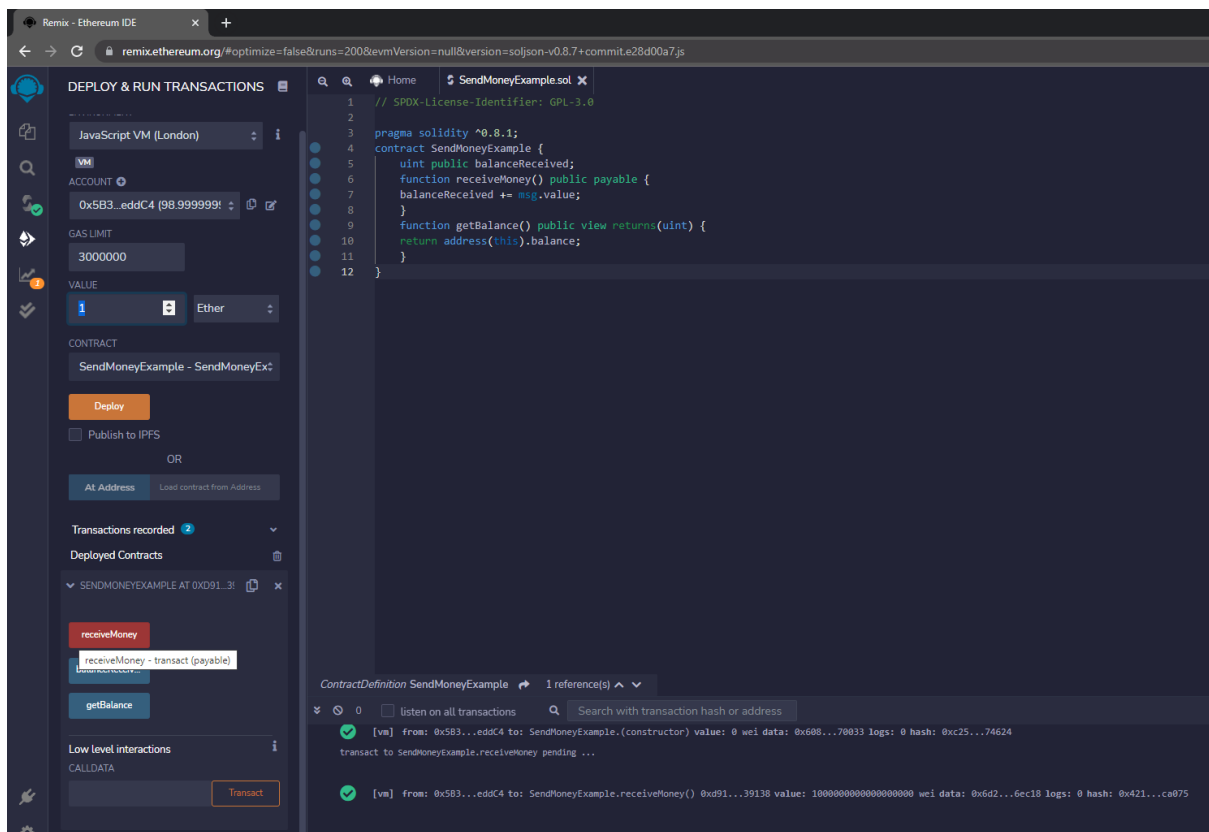 Remix - Ethereum IDE
remix.ethereum.org/#optimize=false&runs=200&evmVersion=null&version=soljson-v0.8.7+commit.e28d00a7.js
DEPLOY & RUN TRANSACTIONS
JavaScript VM (London)
VM
ACCOUNT
0x5B3...eddC4 (98.9999999
GAS LIMIT
3000000
VALUE
1 Ether
CONTRACT
SendMoneyExample - SendMoneyEx
Deploy
Publish to IPFS
OR
At Address Load contract from Address
Transactions recorded 2
Deployed Contracts
SENDMONEYEXAMPLE AT 0XD91...39
receiveMoney
receiveMoney - transact (payable)
getBalance
Low level interactions
CALLDATA
Transact
1
Home SendMoneyExample.sol
1 // SPDX-License-Identifier: GPL-3.0
2
3 pragma solidity ^0.8.1;
4 contract SendMoneyExample {
5 uint public balanceReceived;
6 function receiveMoney() public payable {
7 balanceReceived += msg.value;
8 }
9 function getBalance() public view returns(uint) {
10 return address(this).balance;
11 }
12 }
ContractDefinition SendMoneyExample 1 reference(s)
0 listen on all transactions Search with transaction hash or address
[vm] from: 0x5B3...eddC4 to: SendMoneyExample.(constructor) value: 0 wei data: 0x608...70033 logs: 0 hash: 0xc25...74624
transact to SendMoneyExample.receiveMoney pending ...
[vm] from: 0x5B3...eddC4 to: SendMoneyExample.receiveMoney() 0xd91...39138 value: 1000000000000000000 wei data: 0x6d2...6ec18 logs: 0 hash: 0x421...ca075